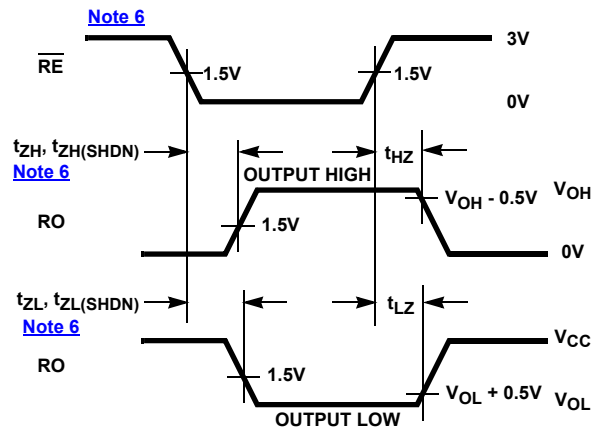 Note 6
RE
1.5V
1.5V
3V
0V
tZH, tZH(SHDN)
Note 6
tHZ
OUTPUT HIGH
VOH - 0.5V
VOH
RO
1.5V
0V
tZL, tZL(SHDN)
Note 6
tLZ
VCC
RO
1.5V
VOL + 0.5V
VOL
OUTPUT LOW